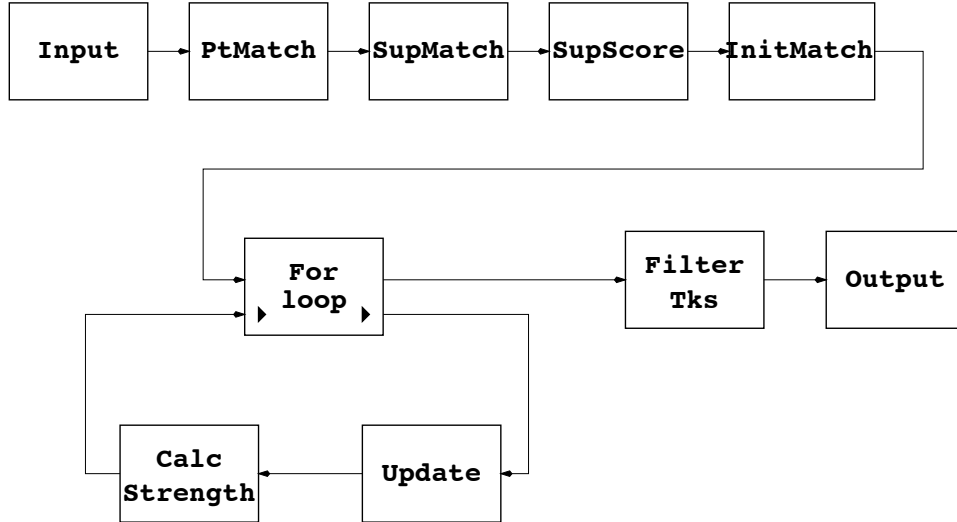 Input
PtMatch
SupMatch
SupScore
InitMatch
For
loop
Filter
Tks
Output
Calc
Strength
Update